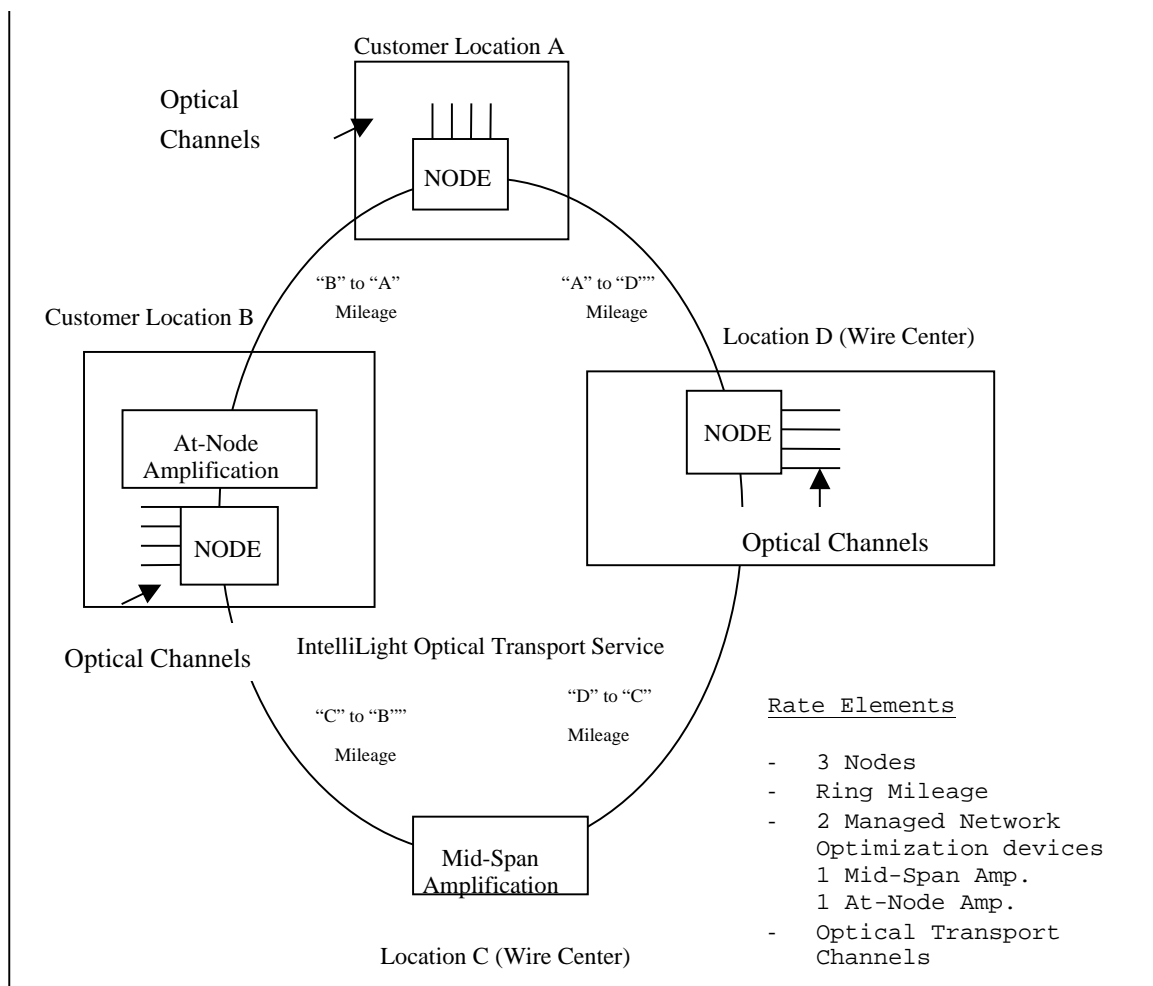 Customer Location A
Optical
Channels
NODE
“B” to “A”
Mileage
“A” to “D””
Mileage
Customer Location B
Location D (Wire Center)
At-Node
Amplification
NODE
NODE
Optical Channels
Optical Channels
IntelliLight Optical Transport Service
“C” to “B””
Mileage
“D” to “C”
Mileage
Rate Elements
- 3 Nodes
- Ring Mileage
- 2 Managed Network
Optimization devices
1 Mid-Span Amp.
1 At-Node Amp.
- Optical Transport
Channels
Mid-Span
Amplification
Location C (Wire Center)